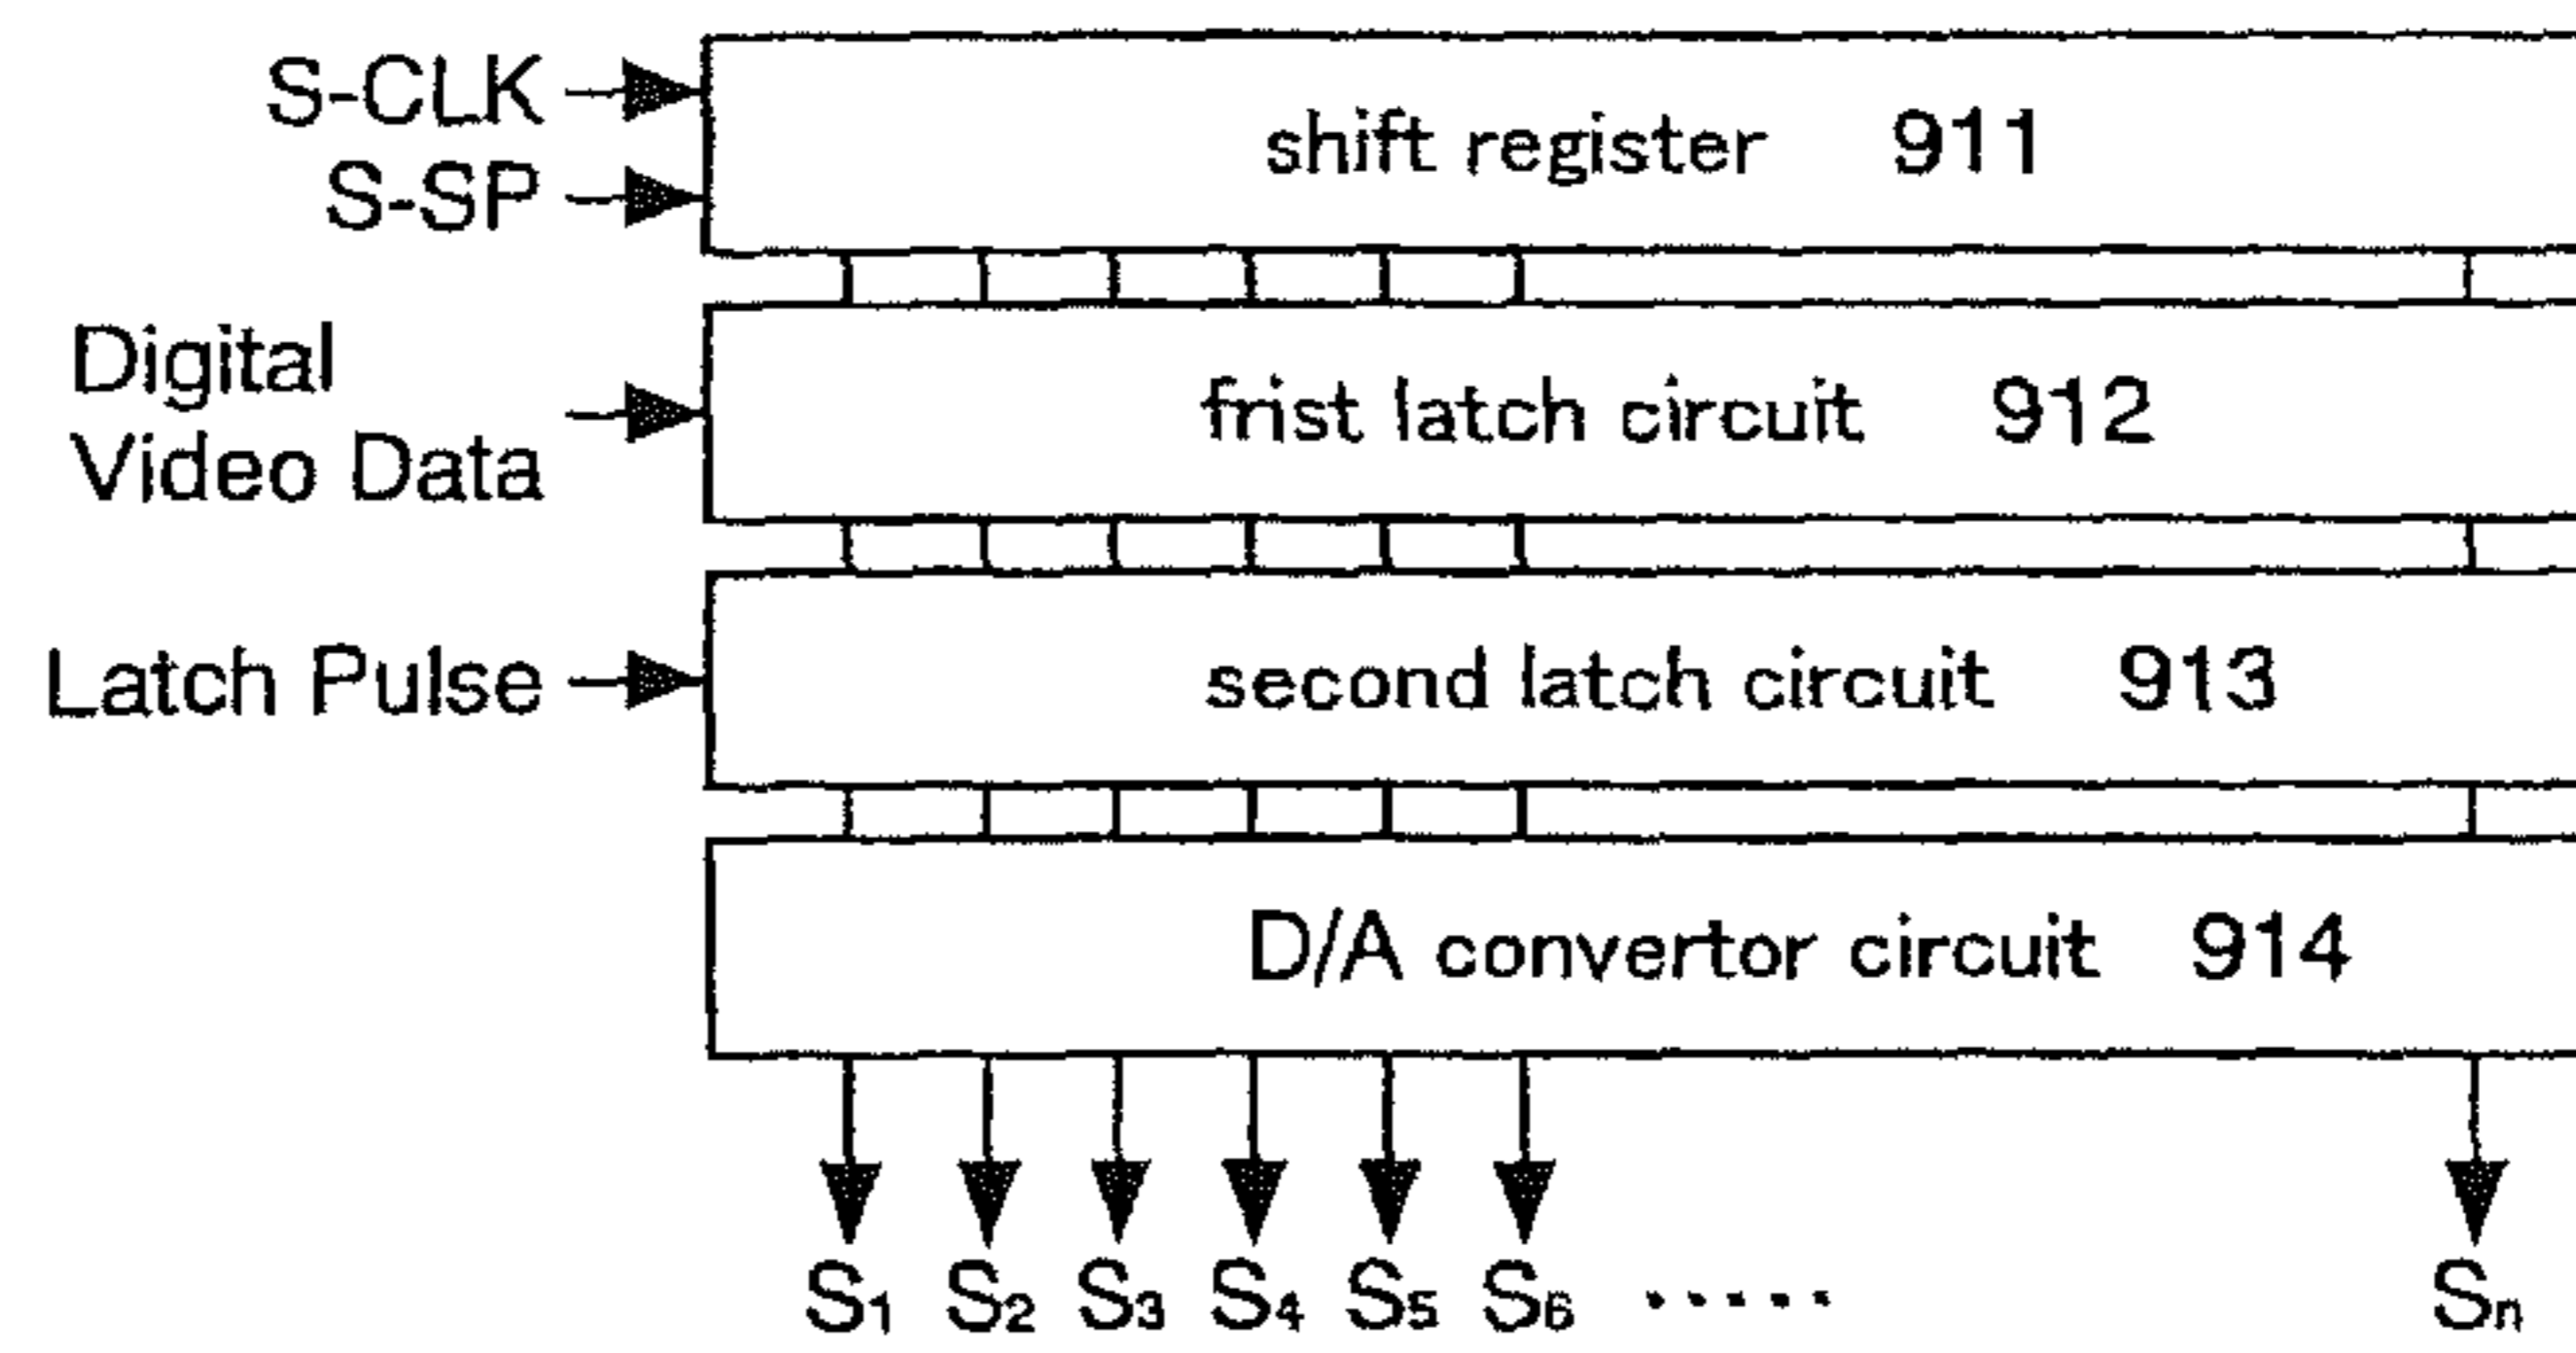 S-CLK
S-SP
shift register 911
Digital
Video Data
frist latch circuit 912
Latch Pulse
second latch circuit 913
D/A convertor circuit 914
S1 S2 S3 S4 S5 S6 ····· Sn